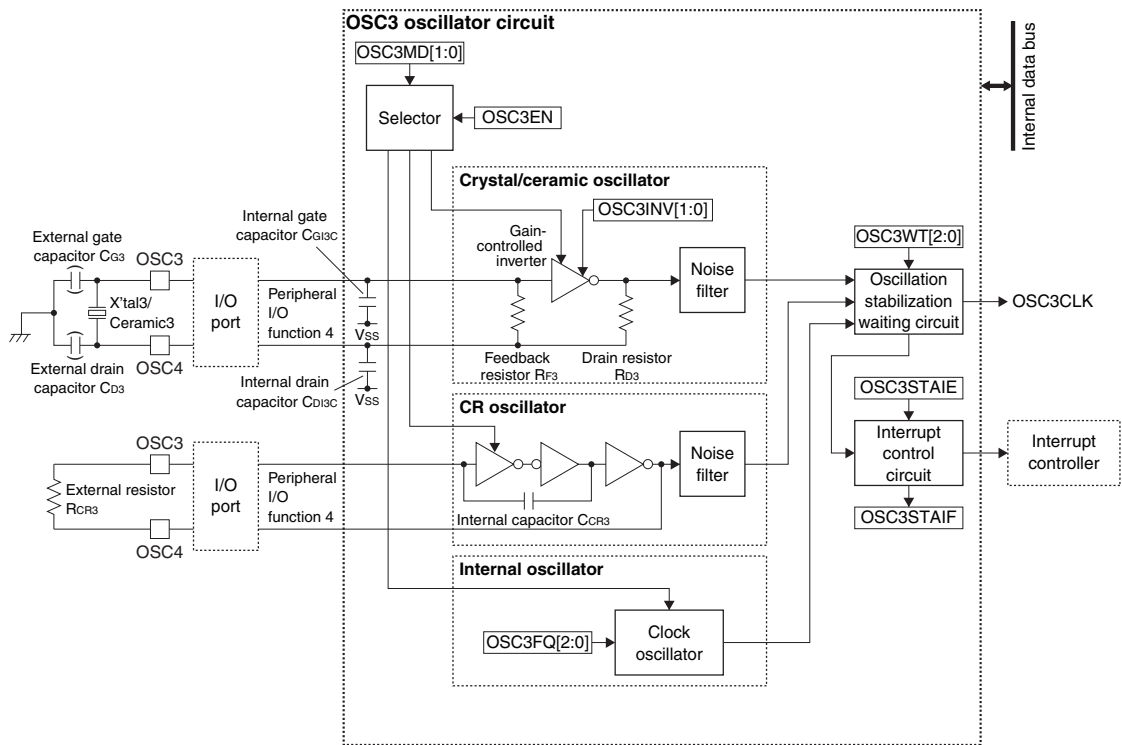 OSC3 oscillator circuit
OSC3MD[1:0]
Selector
OSC3EN
Internal data bus
Crystal/ceramic oscillator
OSC3INV[1:0]
Gain-
controlled
inverter
Noise
filter
Feedback
resistor RF3
Drain resistor
RD3
Internal gate
capacitor CGI3C
External gate
capacitor CG3
OSC3
X'tal3/
Ceramic3
I/O
port
Peripheral
I/O
function 4
VSS
OSC4
External drain
capacitor CD3
Internal drain
capacitor CDI3C
VSS
OSC3WT[2:0]
Oscillation
stabilization
waiting circuit
OSC3CLK
OSC3STAIE
Interrupt
control
circuit
Interrupt
controller
OSC3STAIF
CR oscillator
Noise
filter
Internal capacitor CCR3
OSC3
External resistor
RCR3
I/O
port
Peripheral
I/O
function 4
OSC4
Internal oscillator
OSC3FQ[2:0]
Clock
oscillator